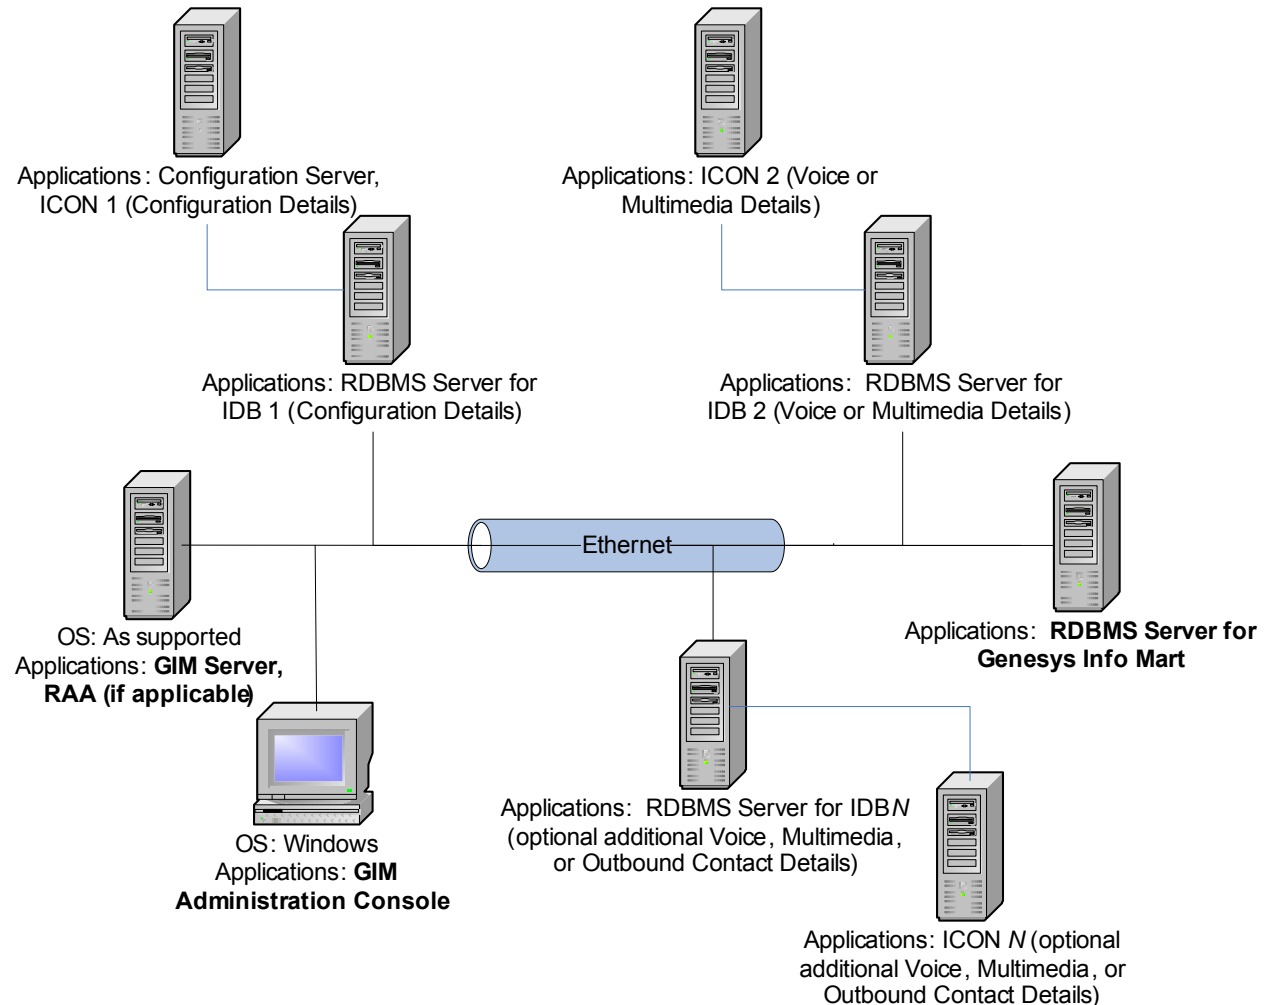 Applications: Configuration Server,
ICON 1 (Configuration Details)
Applications: ICON 2 (Voice or
Multimedia Details)
Applications: RDBMS Server for
IDB 1 (Configuration Details)
Applications: RDBMS Server for
IDB 2 (Voice or Multimedia Details)
Ethernet
OS: As supported
Applications: GIM Server,
RAA (if applicable)
Applications: RDBMS Server for
Genesys Info Mart
OS: Windows
Applications: GIM
Administration Console
Applications: RDBMS Server for IDB N
(optional additional Voice, Multimedia,
or Outbound Contact Details)
Applications: ICON N (optional
additional Voice, Multimedia, or
Outbound Contact Details)